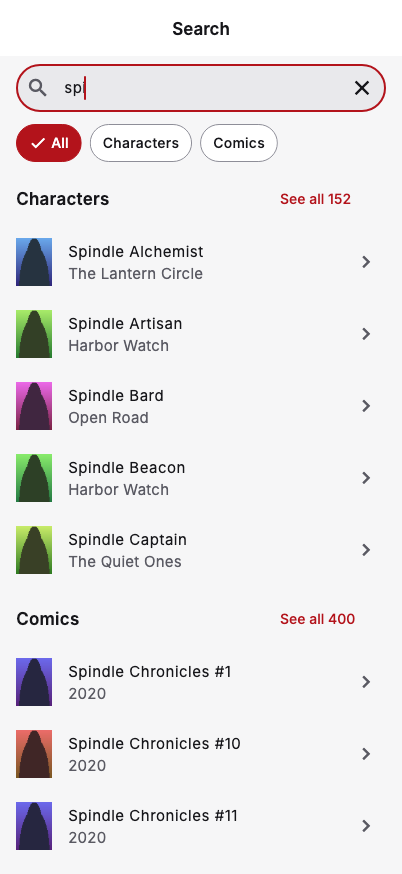 Search
spi
All
Characters
Comics
Characters
See all 152
Spindle Alchemist
The Lantern Circle
Spindle Artisan
Harbor Watch
Spindle Bard
Open Road
Spindle Beacon
Harbor Watch
Spindle Captain
The Quiet Ones
Comics
See all 400
Spindle Chronicles #1
2020
Spindle Chronicles #10
2020
Spindle Chronicles #11
2020